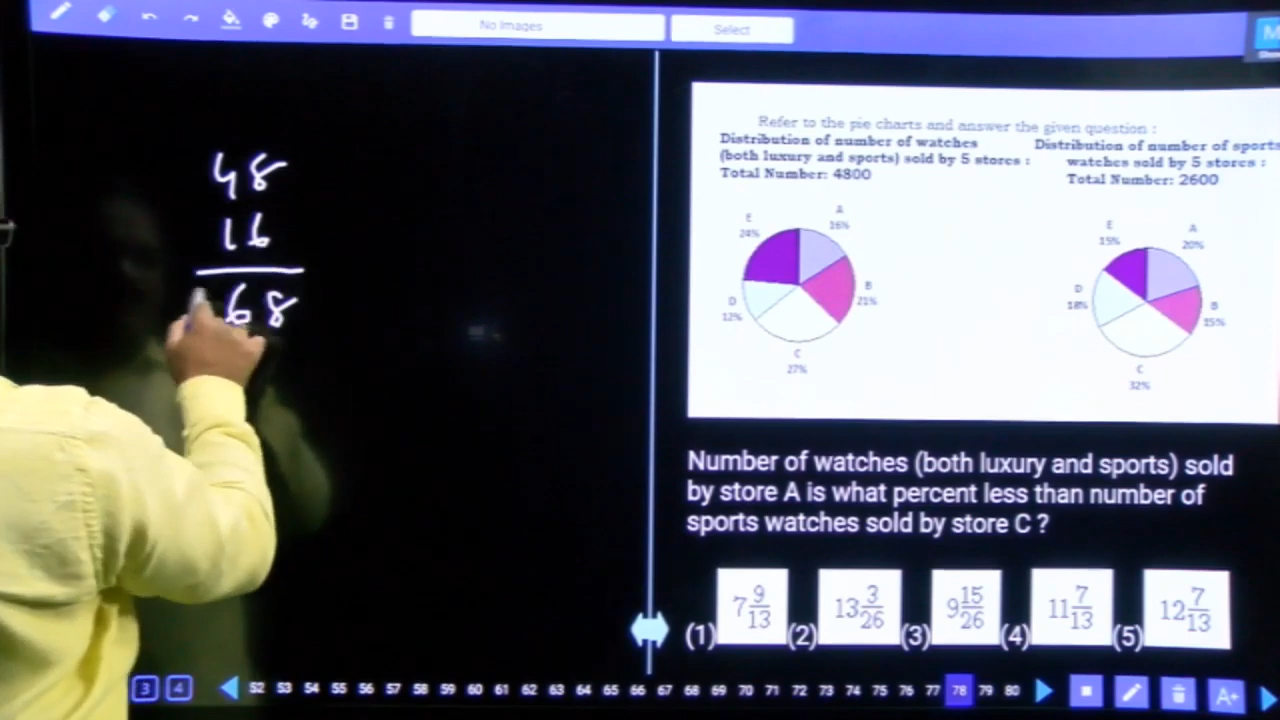 No Images
Select
48
16
68
Refer to the pie charts and answer the given question :
Distribution of number of watches
(both luxury and sports) sold by 5 stores :
Total Number: 4800
Distribution of number of sports
watches sold by 5 stores :
Total Number: 2600
E
24%
A
16%
B
21%
D
12%
C
27%
E
15%
A
20%
D
18%
B
15%
C
32%
Number of watches (both luxury and sports) sold
by store A is what percent less than number of
sports watches sold by store C ?
(1) 7 9/13 (2) 13 3/26 (3) 9 15/26 (4) 11 7/13 (5) 12 7/13
3 4 52 53 54 55 56 57 58 59 60 61 62 63 64 65 66 67 68 69 70 71 72 73 74 75 76 77 78 79 80 A+